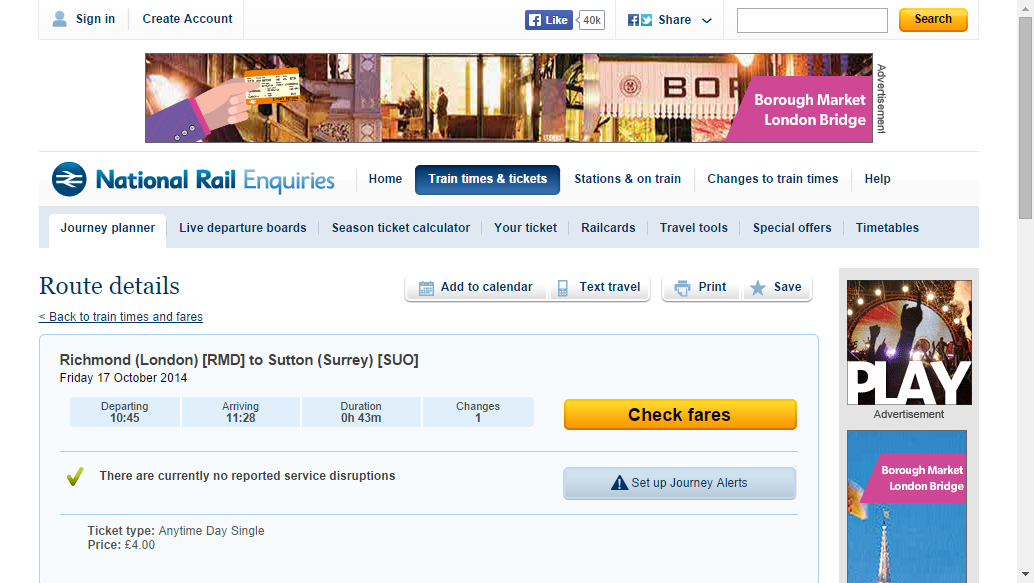 Sign in
Create Account
Like
40k
Share
Search
BOR
Borough Market
London Bridge
Advertisement
National Rail Enquiries
Home
Train times & tickets
Stations & on train
Changes to train times
Help
Journey planner
Live departure boards
Season ticket calculator
Your ticket
Railcards
Travel tools
Special offers
Timetables
Route details
Add to calendar
Text travel
Print
Save
< Back to train times and fares
Richmond (London) [RMD] to Sutton (Surrey) [SUO]
Friday 17 October 2014
Departing
10:45
Arriving
11:28
Duration
0h 43m
Changes
1
Check fares
There are currently no reported service disruptions
Set up Journey Alerts
Ticket type: Anytime Day Single
Price: £4.00
PLAY
Advertisement
Borough Market
London Bridge